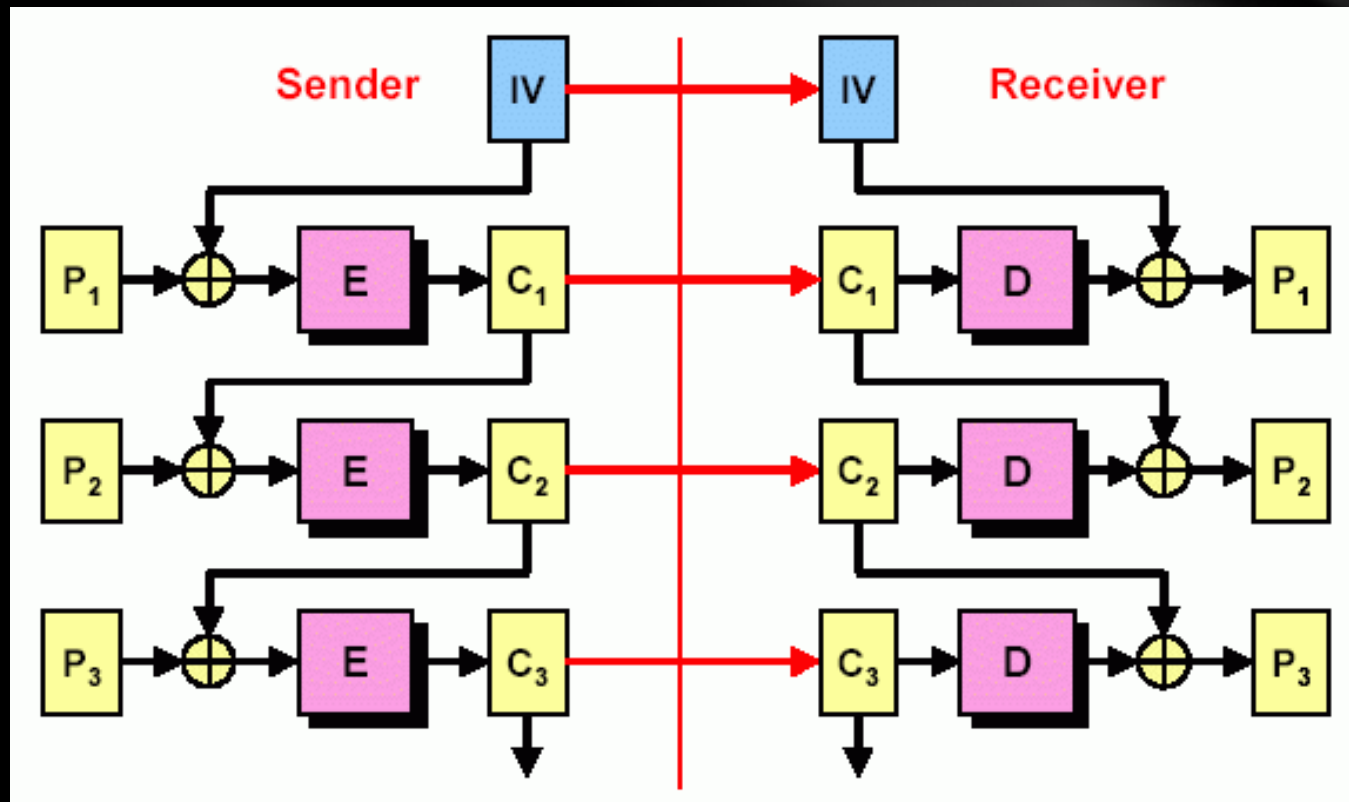 Sender IV IV Receiver
P₁ E C₁ C₁ D P₁
P₂ E C₂ C₂ D P₂
P₃ E C₃ C₃ D P₃